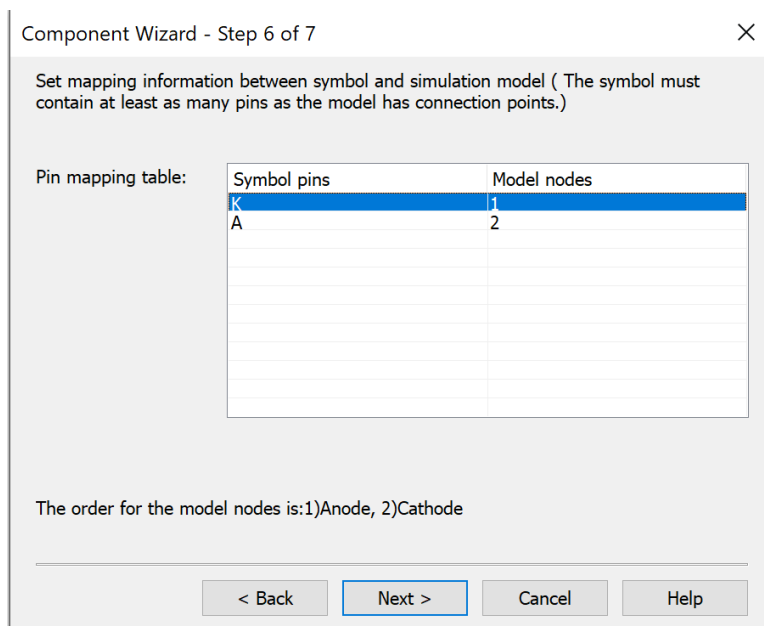 Component Wizard - Step 6 of 7
Set mapping information between symbol and simulation model ( The symbol must
contain at least as many pins as the model has connection points.)
Pin mapping table:
Symbol pins Model nodes
K 1
A 2
The order for the model nodes is:1)Anode, 2)Cathode
< Back Next > Cancel Help